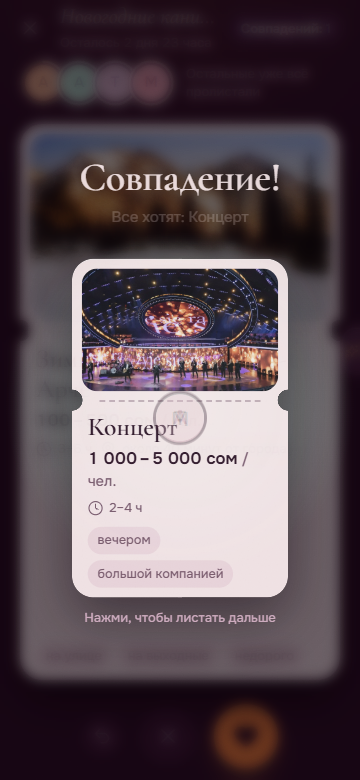 Совпадение!
Все хотят: Концерт
Концерт
1 000 – 5 000 сом /
чел.
2–4 ч
вечером
большой компанией
Нажми, чтобы листать дальше